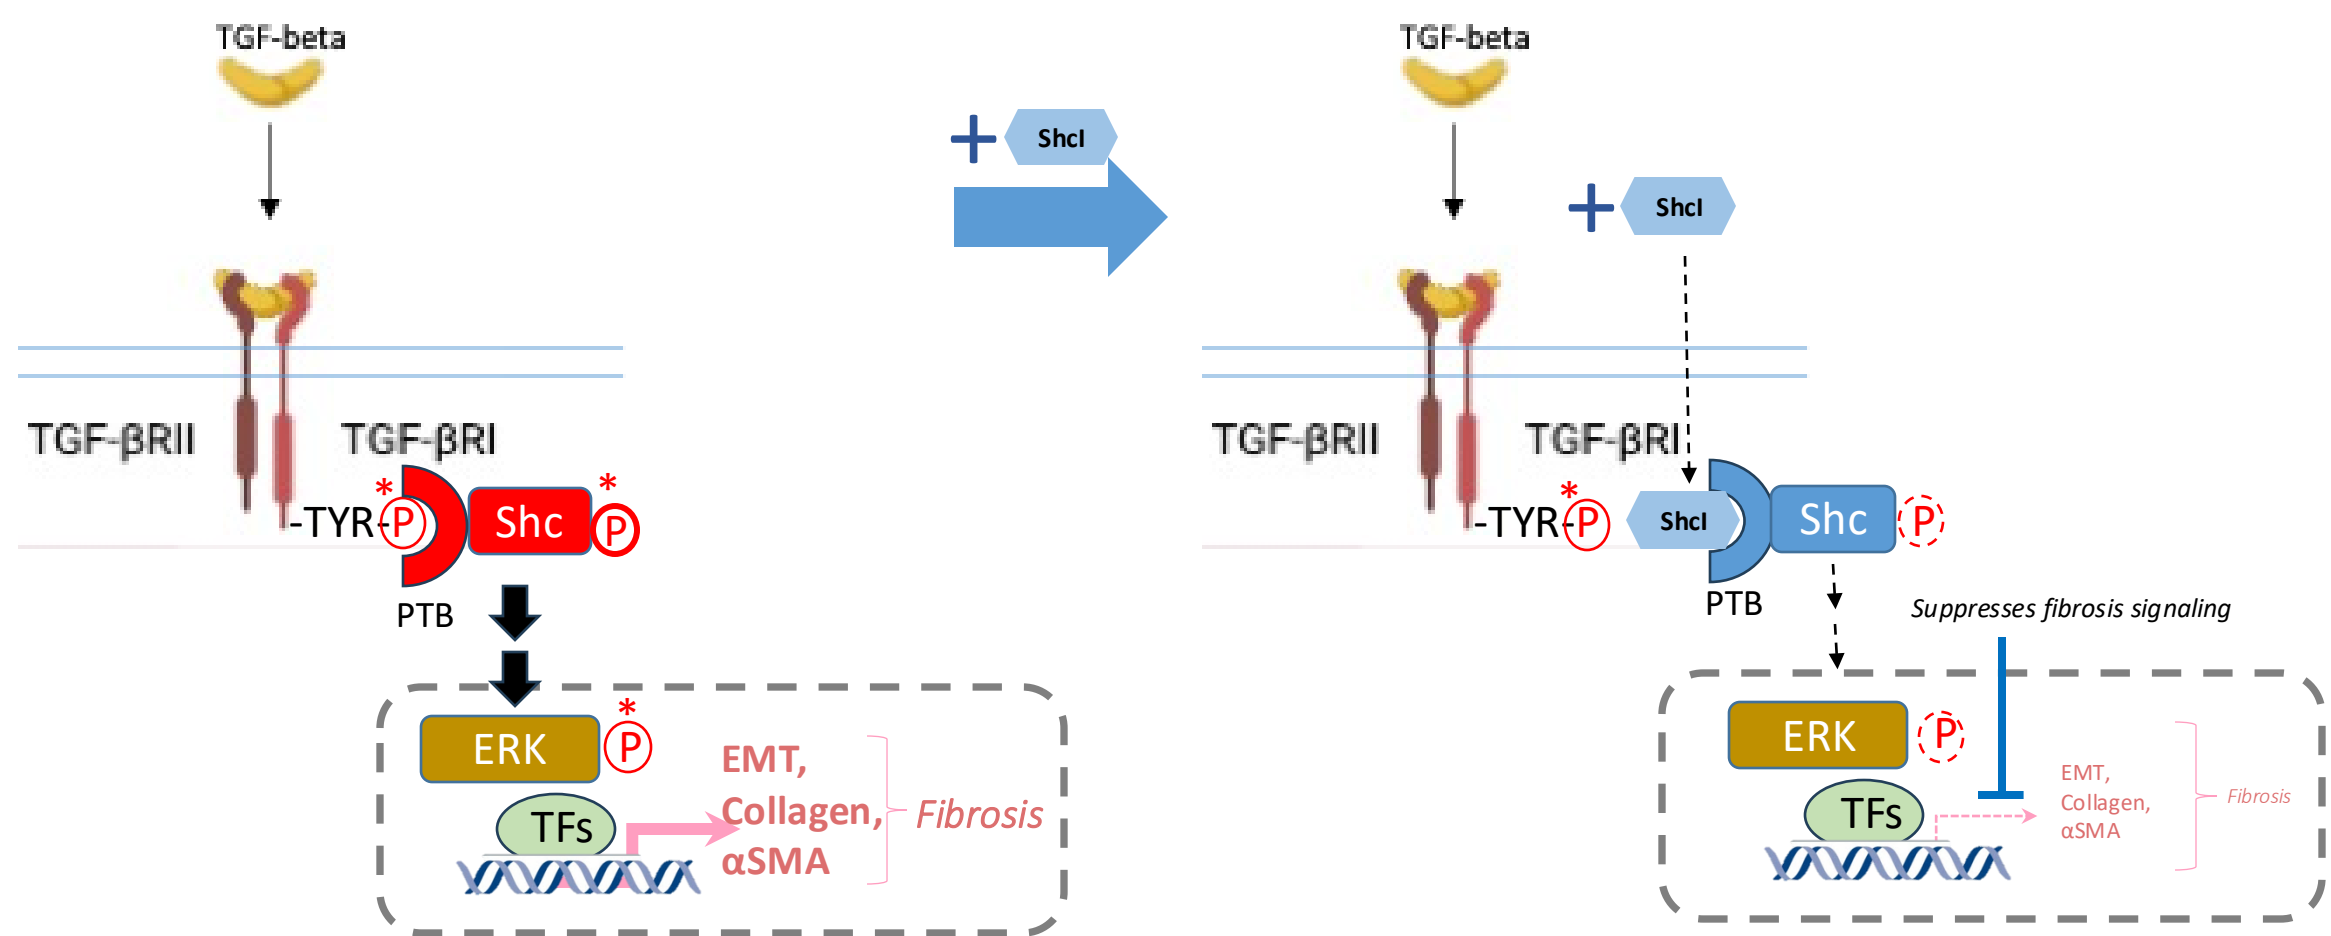 TGF-beta
TGF-βRII
TGF-βRI
*
*
-TYR-P
Shc
P
PTB
ERK
*
P
TFs
EMT,
Collagen,
αSMA
Fibrosis
+ ShcI
TGF-beta
+ ShcI
TGF-βRII
TGF-βRI
*
-TYR-P
ShcI
Shc
P
PTB
Suppresses fibrosis signaling
ERK
P
TFs
EMT,
Collagen,
αSMA
Fibrosis